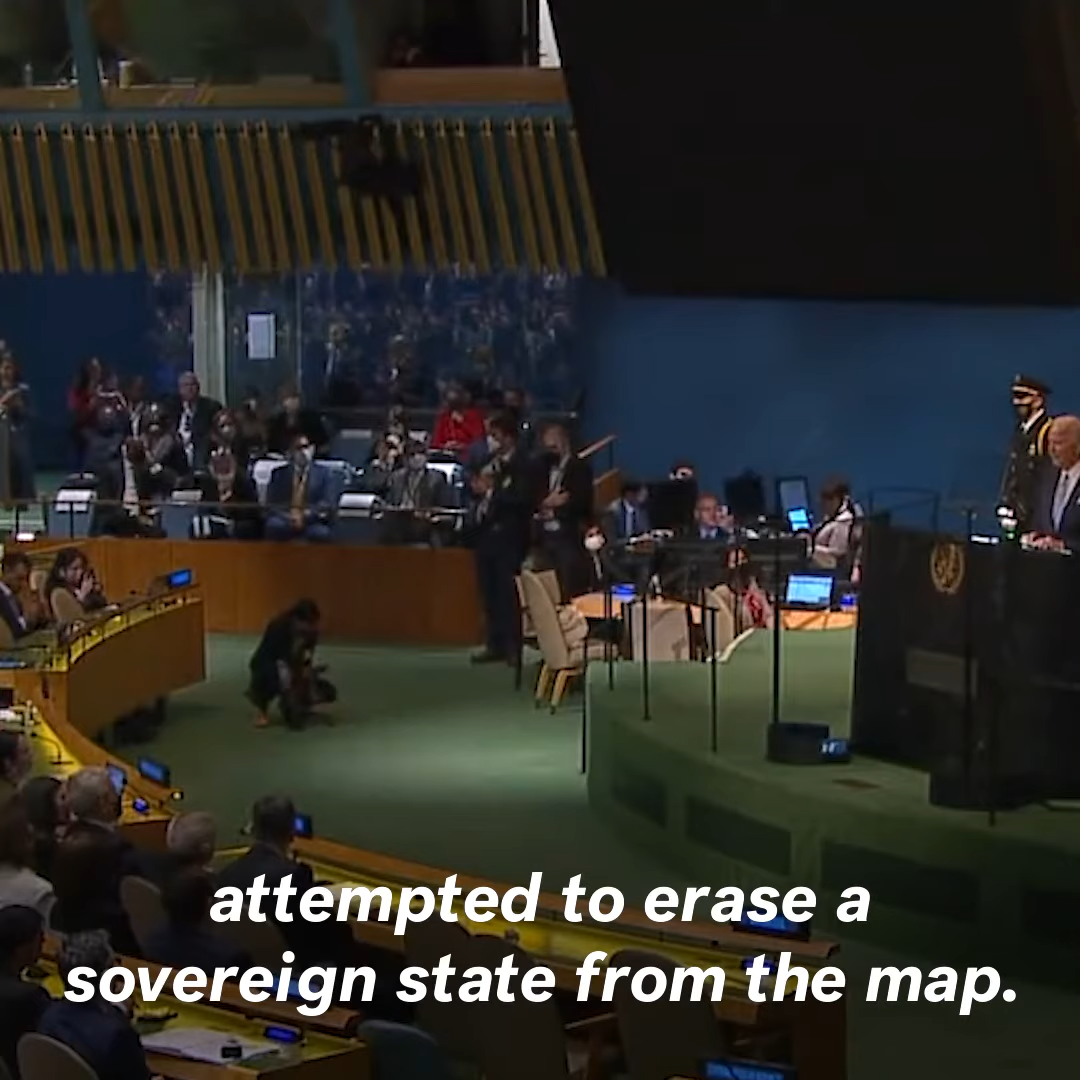 attempted to erase a
sovereign state from the map.